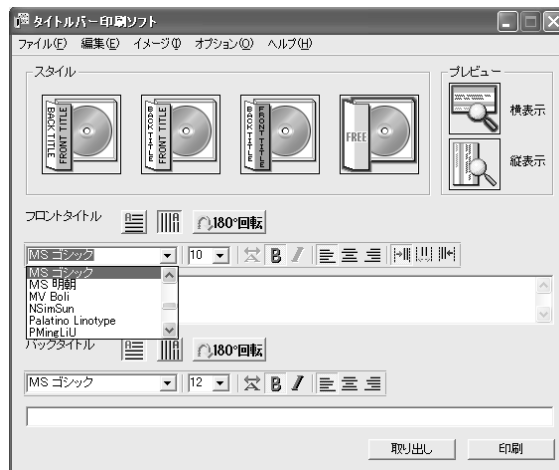 タイトルバー印刷ソフト
ファイル(F) 編集(E) イメージ(I) オプション(O) ヘルプ(H)
スタイル
プレビュー
BACK TITLE
FRONT TITLE
BACK TITLE
FRONT TITLE
BACK TITLE
FRONT TITLE
FREE
横表示
縦表示
フロントタイトル
180°回転
MS ゴシック 10 B I
MS ゴシック
MS 明朝
MV Boli
NSimSun
Palatino Linotype
PMingLiU
バックタイトル
180°回転
MS ゴシック 12 B I
取り出し 印刷